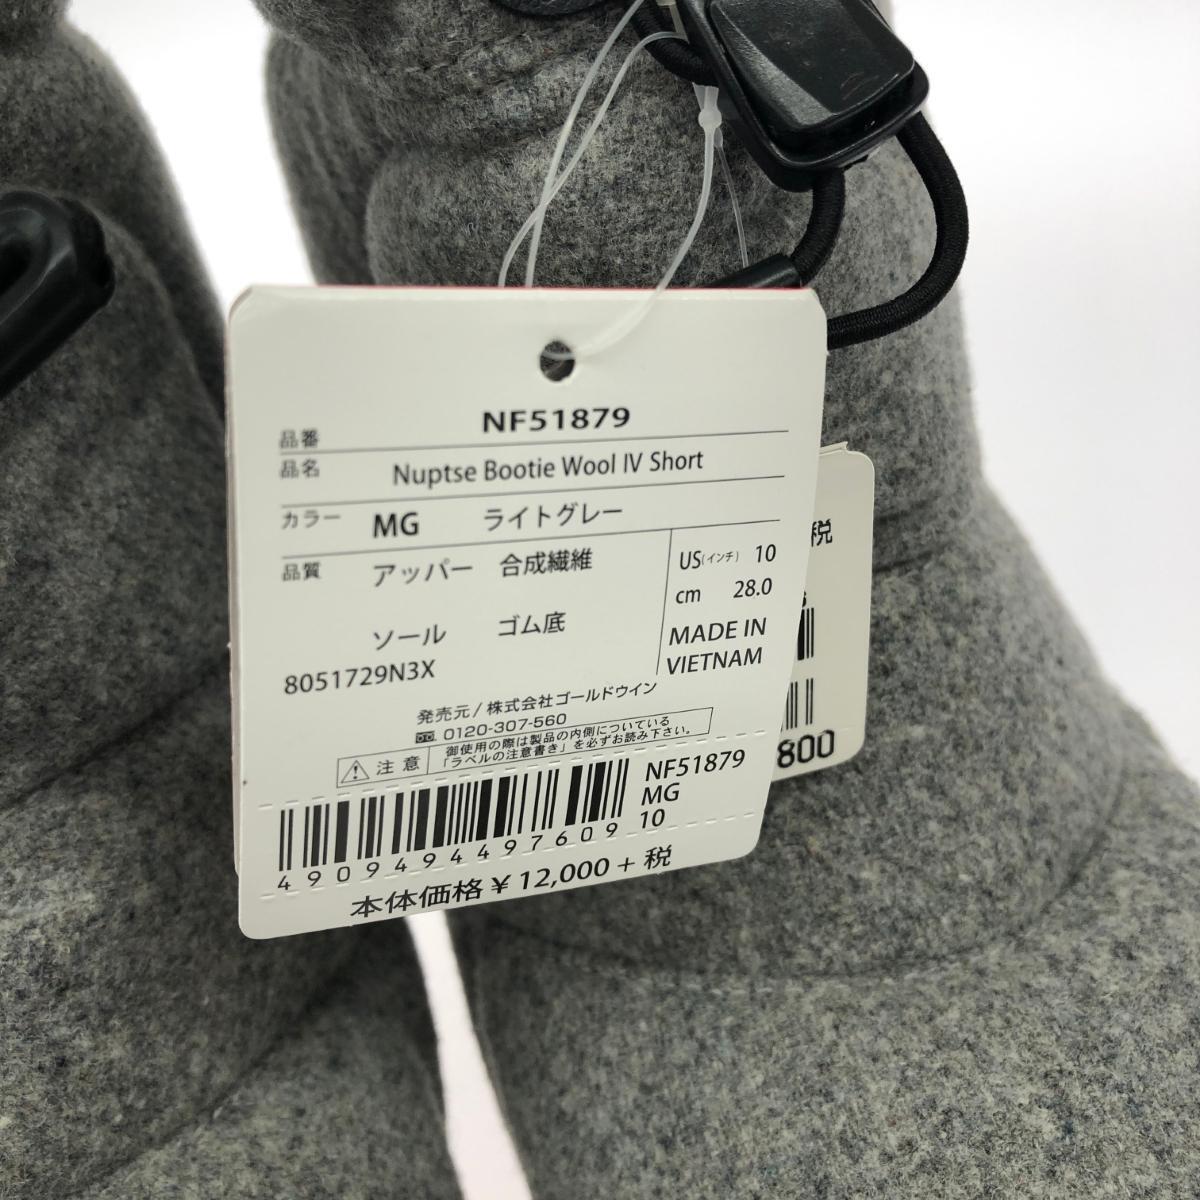 品番 NF51879
品名 Nuptse Bootie Wool IV Short
カラー MG ライトグレー
品質 アッパー 合成繊維
US(インチ) 10
cm 28.0
ソール ゴム底
MADE IN
VIETNAM
8051729N3X
発売元/株式会社ゴールドウイン
0120-307-560
注意
御使用の際は製品の内側についている
「ラベルの注意書き」を必ずお読み下さい。
NF51879
MG
10
4909494497609
本体価格¥12,000+税
税
800